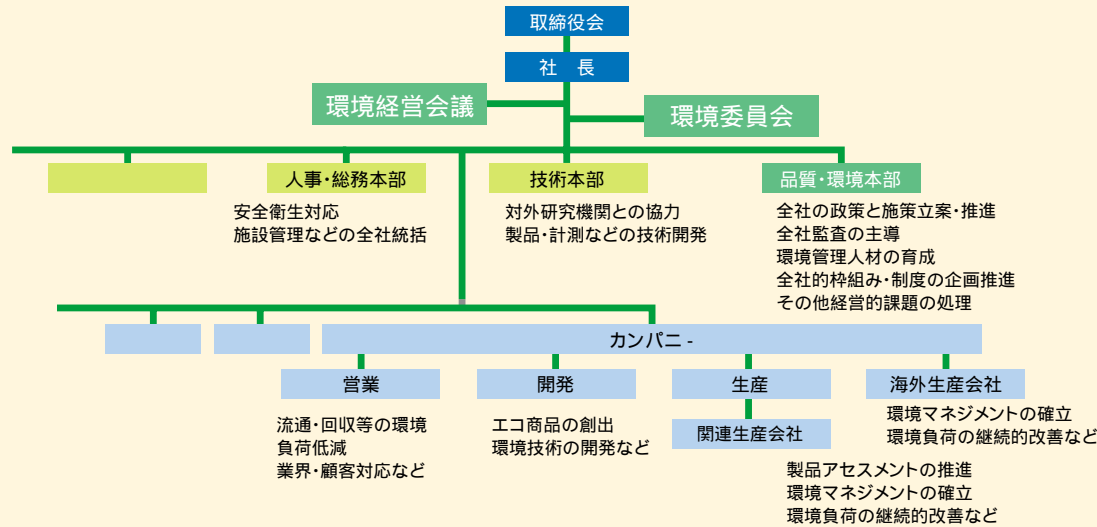 取締役会
社 長
環境経営会議
環境委員会
人事・総務本部
技術本部
品質・環境本部
安全衛生対応
施設管理などの全社統括
対外研究機関との協力
製品・計測などの技術開発
全社の政策と施策立案・推進
全社監査の主導
環境管理人材の育成
全社的枠組み・制度の企画推進
その他経営的課題の処理
カンパニ -
営業
開発
生産
海外生産会社
流通・回収等の環境
負荷低減
業界・顧客対応など
エコ商品の創出
環境技術の開発など
関連生産会社
環境マネジメントの確立
環境負荷の継続的改善など
製品アセスメントの推進
環境マネジメントの確立
環境負荷の継続的改善など